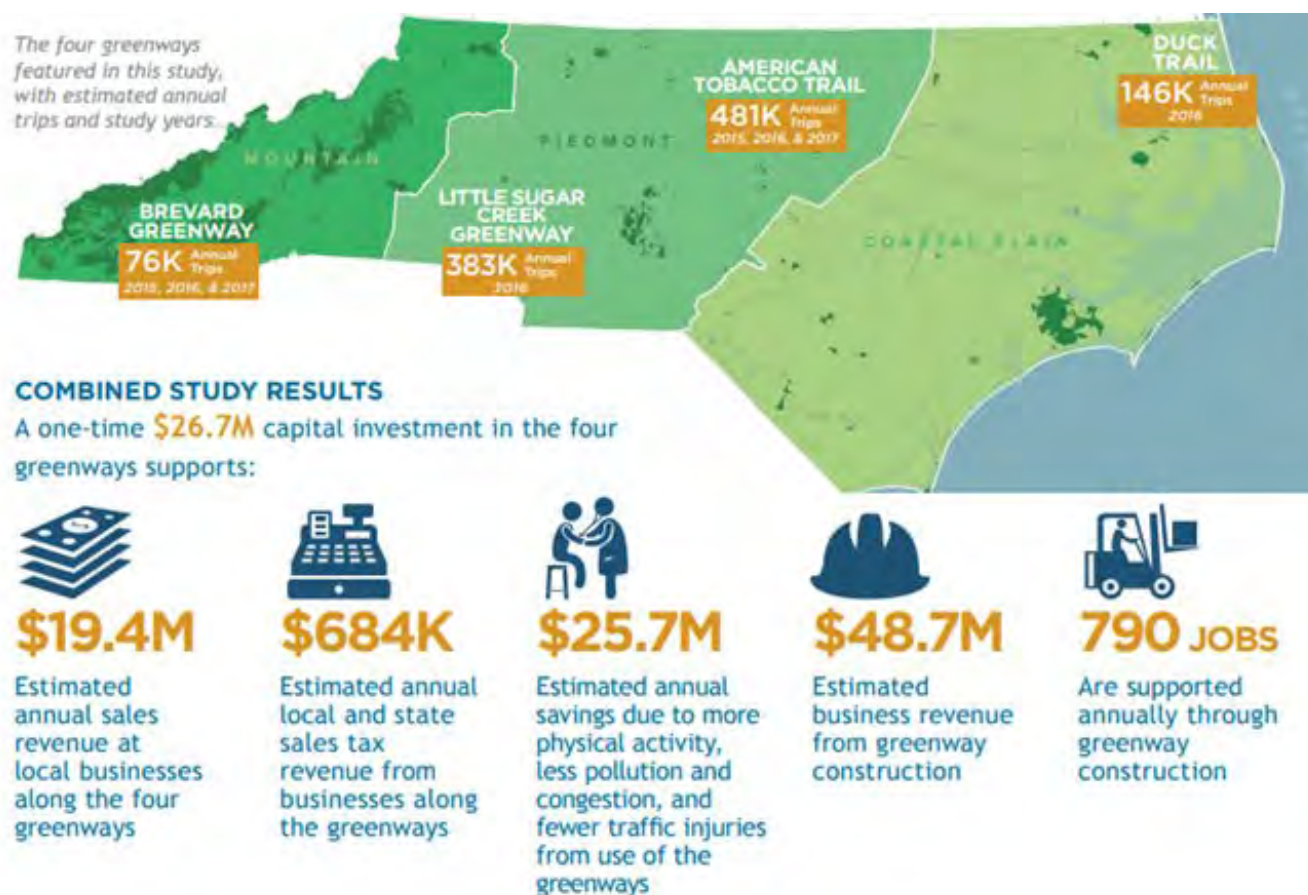 The four greenways
featured in this study,
with estimated annual
trips and study years.
MOUNTAIN
PIEDMONT
COASTAL PLAIN
BREVARD
GREENWAY
76K Annual Trips
2015, 2016, & 2017
LITTLE SUGAR
CREEK
GREENWAY
383K Annual Trips
2016
AMERICAN
TOBACCO TRAIL
481K Annual Trips
2015, 2016, & 2017
DUCK
TRAIL
146K Annual Trips
2016
COMBINED STUDY RESULTS
A one-time $26.7M capital investment in the four
greenways supports:
$19.4M
Estimated
annual sales
revenue at
local businesses
along the four
greenways
$684K
Estimated annual
local and state
sales tax
revenue from
businesses along
the greenways
$25.7M
Estimated annual
savings due to more
physical activity,
less pollution and
congestion, and
fewer traffic injuries
from use of the
greenways
$48.7M
Estimated
business revenue
from greenway
construction
790 JOBS
Are supported
annually through
greenway
construction